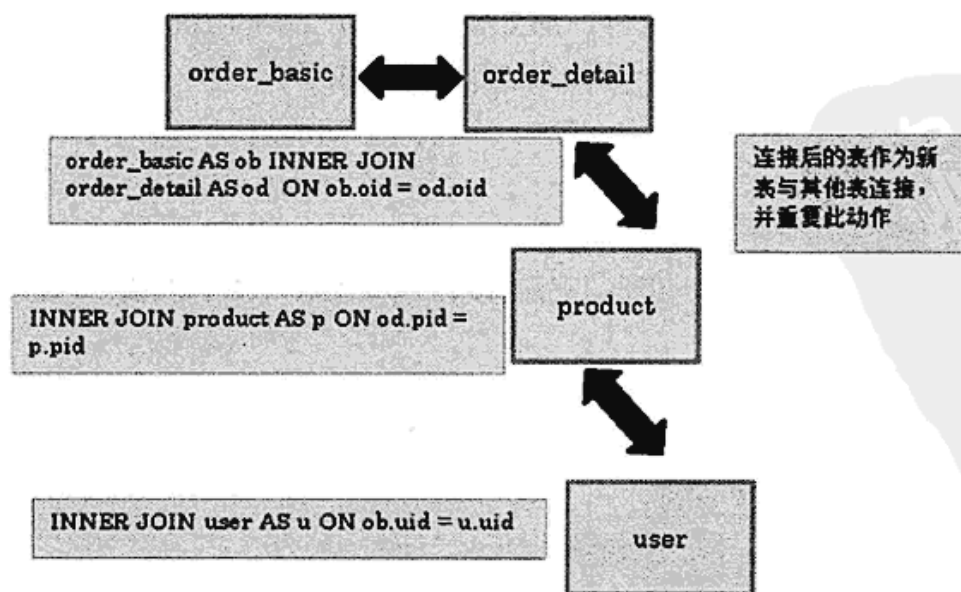 order_basic
order_detail
order_basic AS ob INNER JOIN
order_detail AS od ON ob.oid = od.oid
连接后的表作为新
表与其他表连接，
并重复此动作
product
INNER JOIN product AS p ON od.pid =
p.pid
INNER JOIN user AS u ON ob.uid = u.uid
user